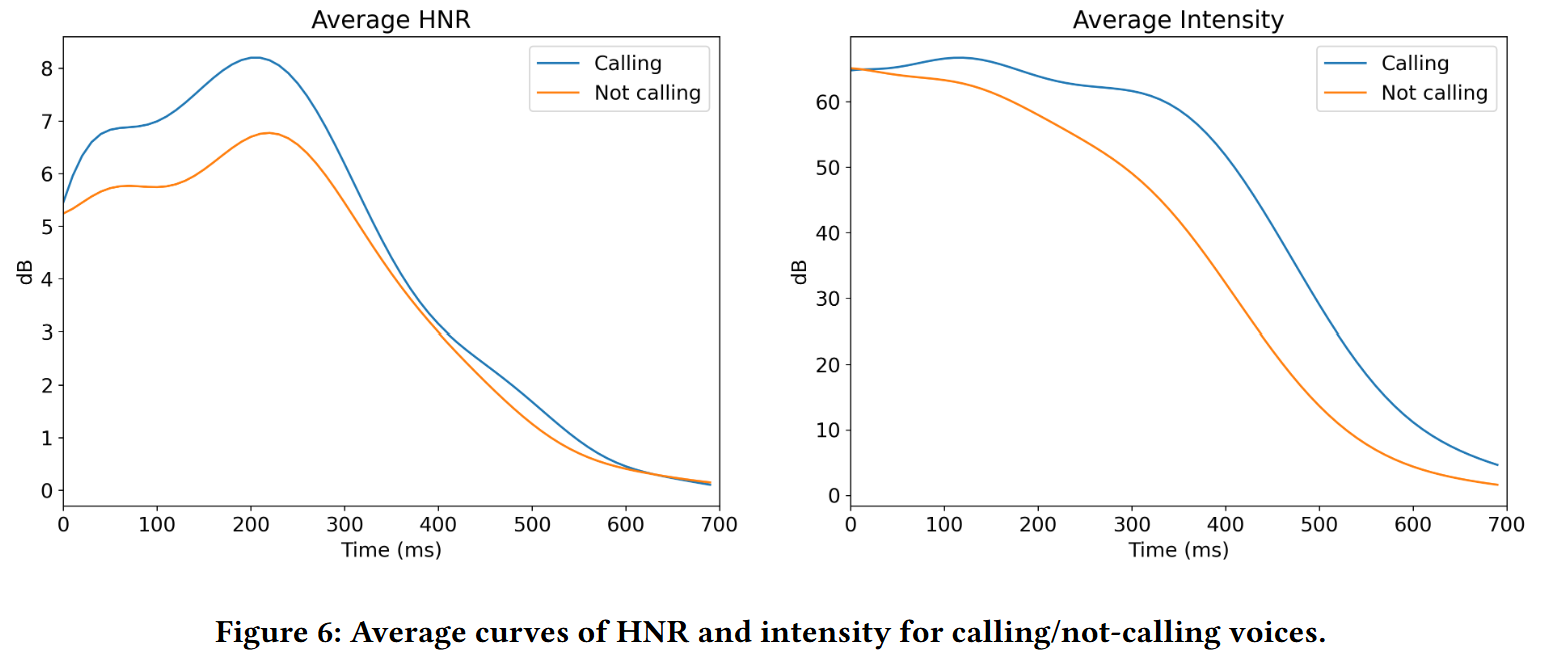 Average HNR
Calling
Not calling
dB
8
7
6
5
4
3
2
1
0
0 100 200 300 400 500 600 700
Time (ms)
Average Intensity
Calling
Not calling
dB
60
50
40
30
20
10
0
0 100 200 300 400 500 600 700
Time (ms)
Figure 6: Average curves of HNR and intensity for calling/not-calling voices.